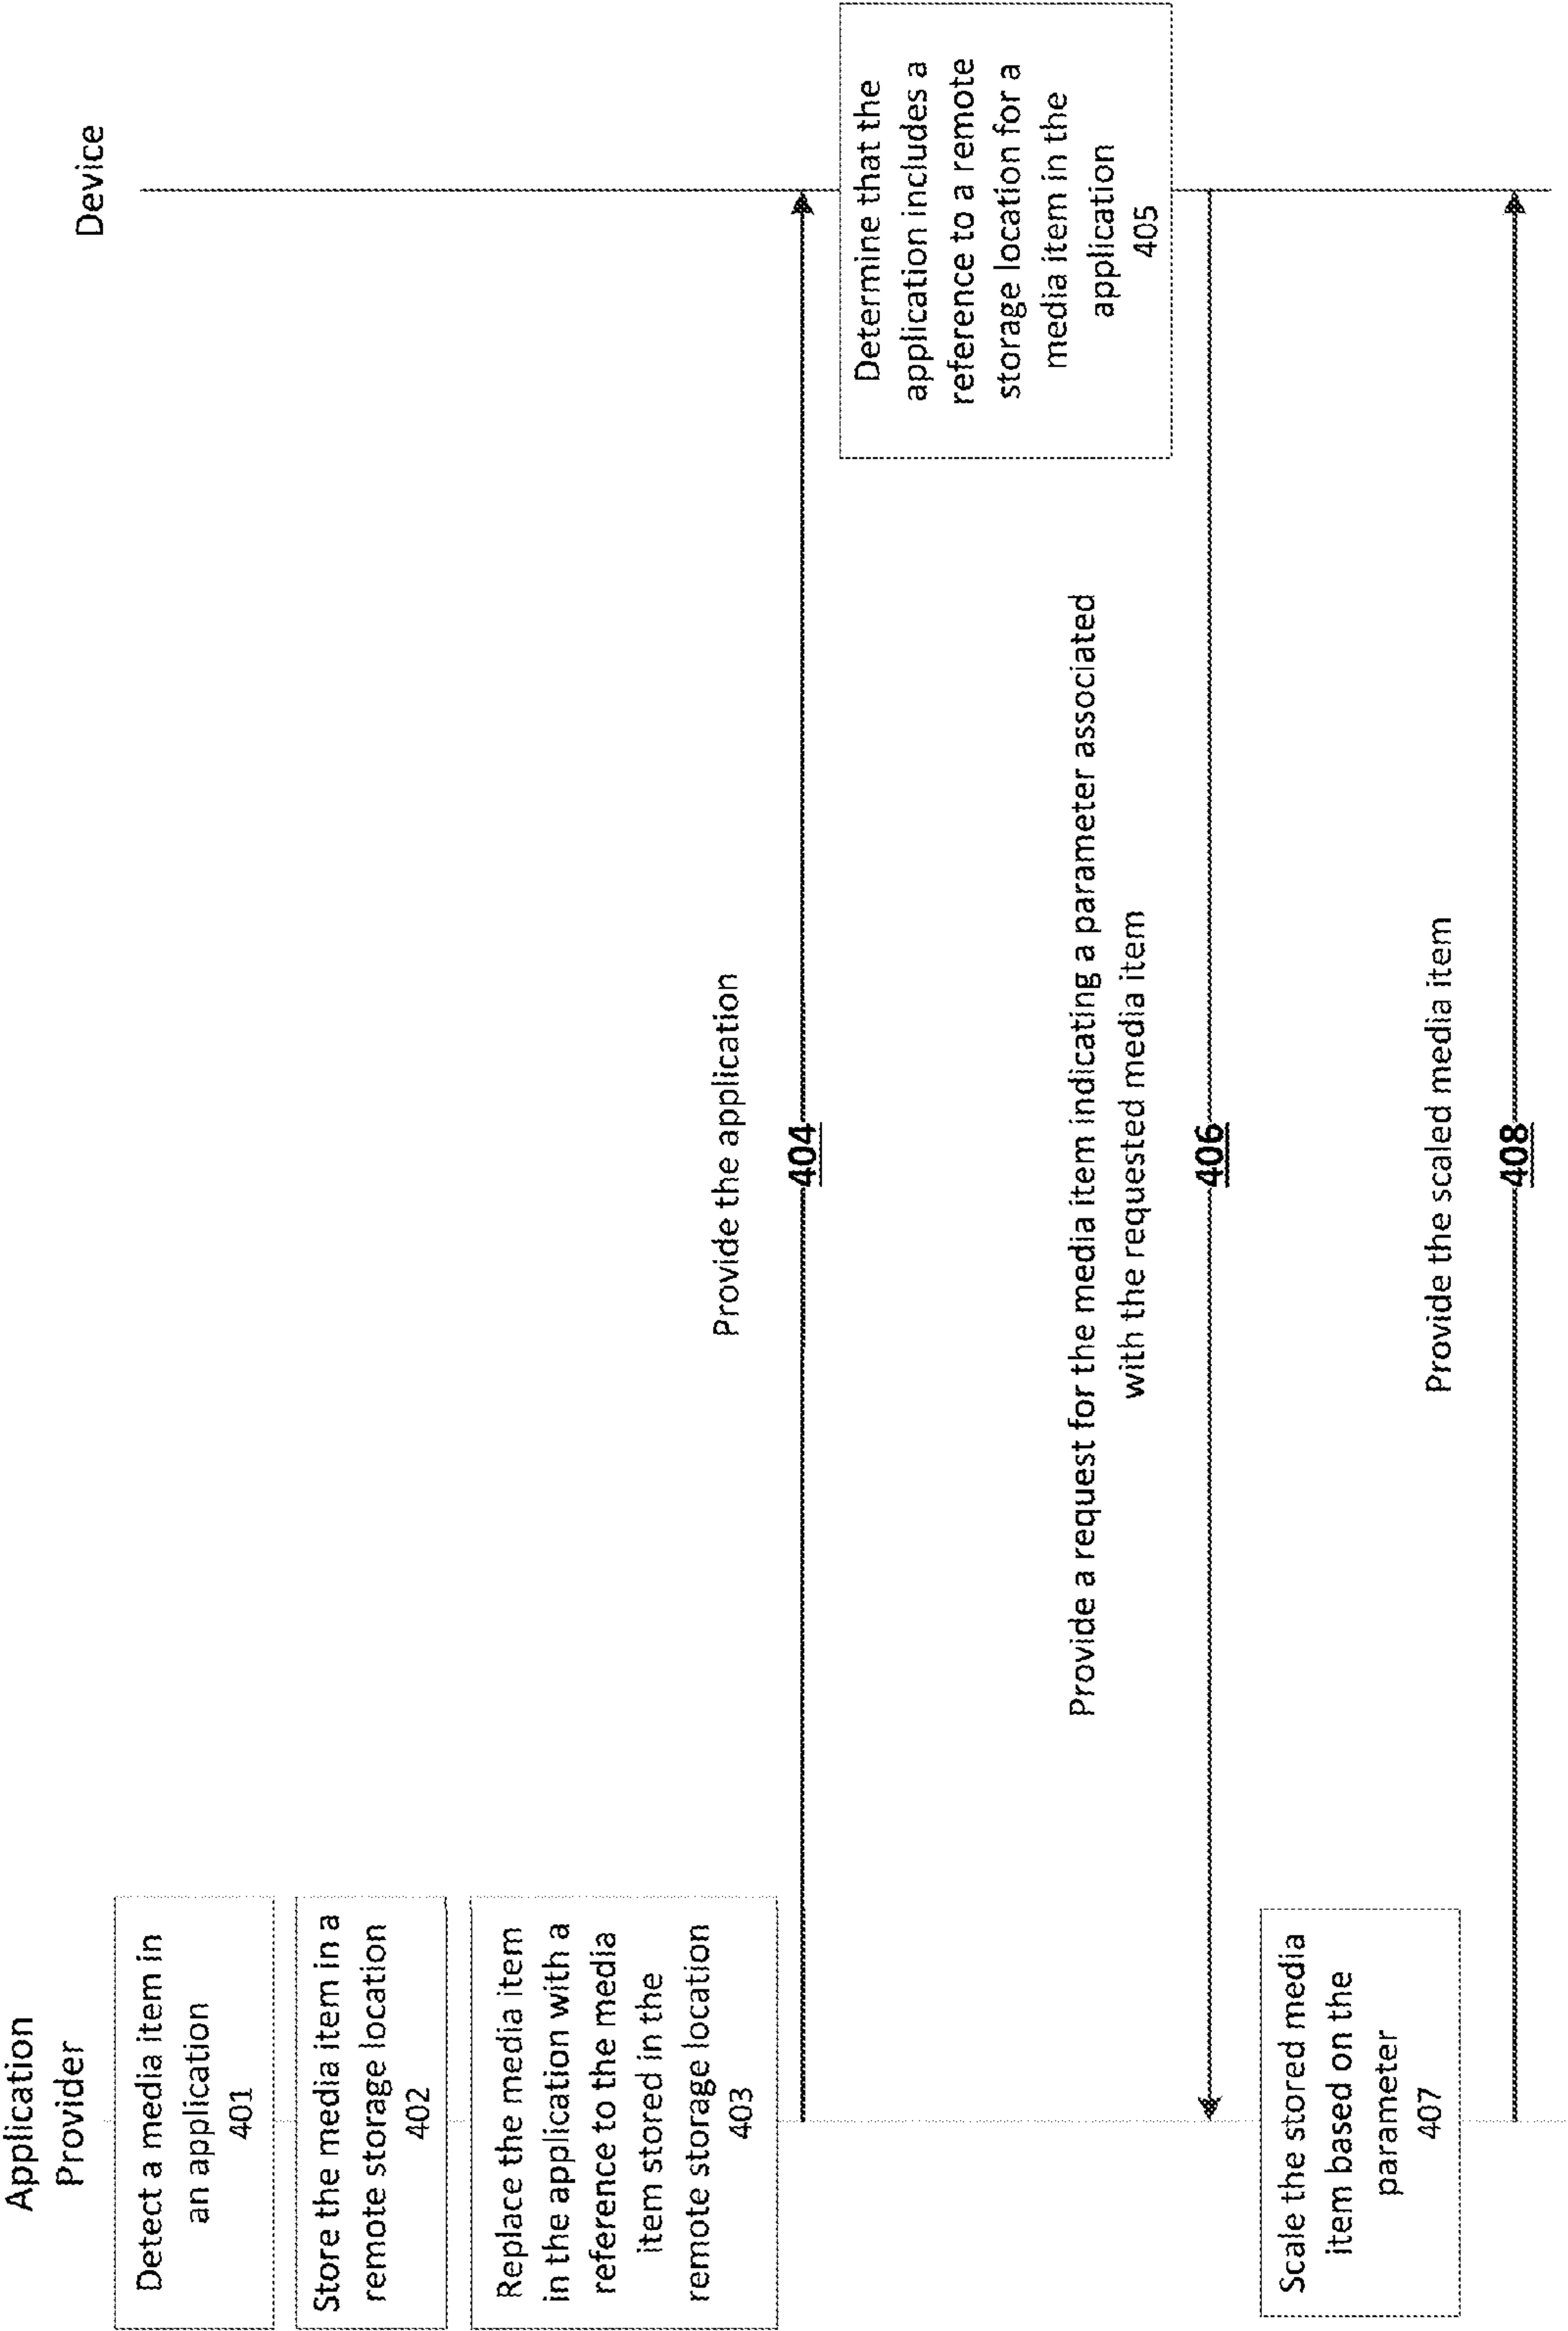 Application
Provider
Device
Detect a media item in
an application
401
Store the media item in a
remote storage location
402
Replace the media item
in the application with a
reference to the media
item stored in the
remote storage location
403
Provide the application
404
Determine that the
application includes a
reference to a remote
storage location for a
media item in the
application
405
Provide a request for the media item indicating a parameter associated
with the requested media item
406
Scale the stored media
item based on the
parameter
407
Provide the scaled media item
408